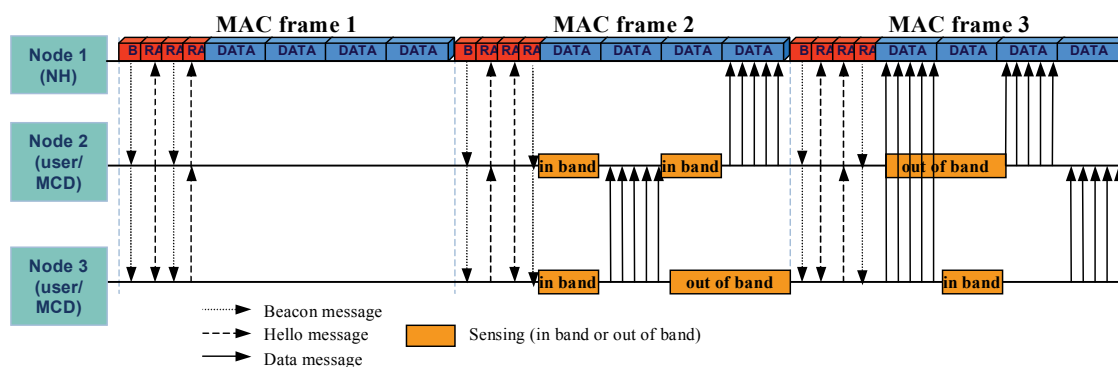 MAC frame 1 MAC frame 2 MAC frame 3
B RA RA RA DATA DATA DATA DATA B RA RA RA DATA DATA DATA DATA B RA RA RA DATA DATA DATA DATA
Node 1
(NH)
Node 2
(user/
MCD)
in band in band out of band
Node 3
(user/
MCD)
in band out of band in band
Beacon message
Hello message
Data message
Sensing (in band or out of band)